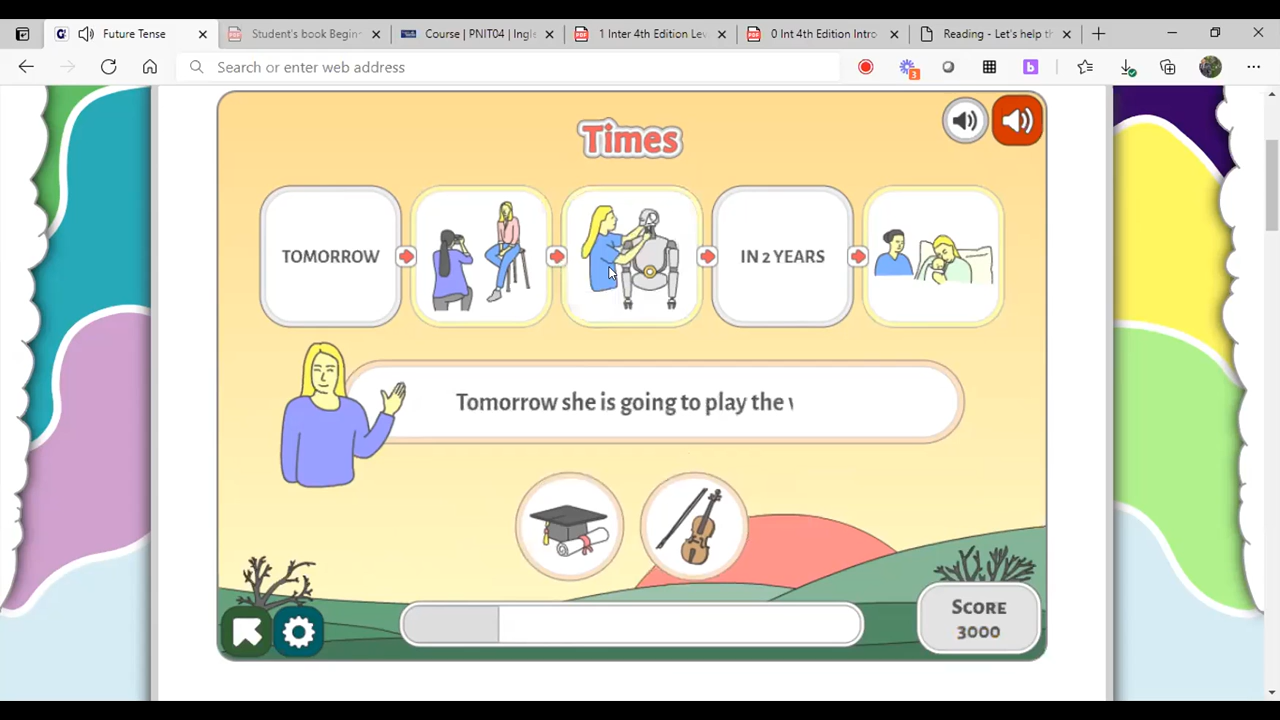 Future Tense
Student's book Begin
Course | PNIT04 | Ingle
1 Inter 4th Edition Lev
0 Int 4th Edition Intro
Reading - Let's help th
Search or enter web address
3
b
Times
TOMORROW
IN 2 YEARS
Tomorrow she is going to play the
SCORE
3000